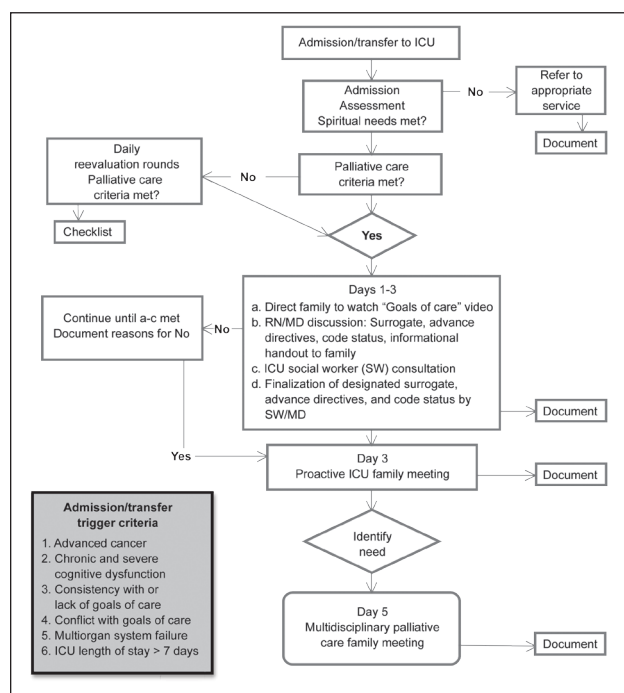 Admission/transfer to ICU
Admission
Assessment
Spiritual needs met?
No
Refer to
appropriate
service
Document
Daily
reevaluation rounds
Palliative care
criteria met?
No
Palliative care
criteria met?
Checklist
Yes
Days 1-3
a. Direct family to watch “Goals of care” video
b. RN/MD discussion: Surrogate, advance
directives, code status, informational
handout to family
c. ICU social worker (SW) consultation
d. Finalization of designated surrogate,
advance directives, and code status by
SW/MD
Continue until a-c met
Document reasons for No
No
Document
Yes
Day 3
Proactive ICU family meeting
Document
Admission/transfer
trigger criteria
1. Advanced cancer
2. Chronic and severe
cognitive dysfunction
3. Consistency with or
lack of goals of care
4. Conflict with goals of care
5. Multiorgan system failure
6. ICU length of stay > 7 days
Identify
need
Day 5
Multidisciplinary palliative
care family meeting
Document